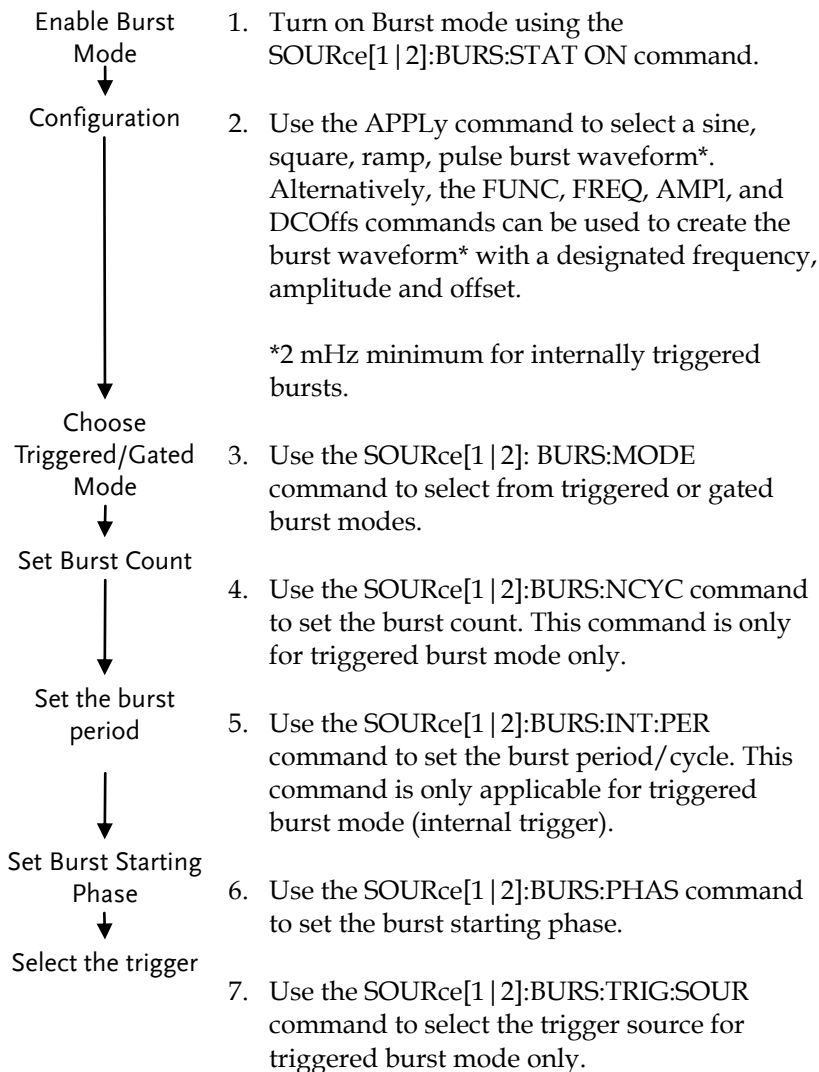 Enable Burst
Mode
1. Turn on Burst mode using the
SOURce[1|2]:BURS:STAT ON command.
Configuration
2. Use the APPLy command to select a sine,
square, ramp, pulse burst waveform*.
Alternatively, the FUNC, FREQ, AMPl, and
DCOffs commands can be used to create the
burst waveform* with a designated frequency,
amplitude and offset.
*2 mHz minimum for internally triggered
bursts.
Choose
Triggered/Gated
Mode
3. Use the SOURce[1|2]: BURS:MODE
command to select from triggered or gated
burst modes.
Set Burst Count
4. Use the SOURce[1|2]:BURS:NCYC command
to set the burst count. This command is only
for triggered burst mode only.
Set the burst
period
5. Use the SOURce[1|2]:BURS:INT:PER
command to set the burst period/cycle. This
command is only applicable for triggered
burst mode (internal trigger).
Set Burst Starting
Phase
6. Use the SOURce[1|2]:BURS:PHAS command
to set the burst starting phase.
Select the trigger
7. Use the SOURce[1|2]:BURS:TRIG:SOUR
command to select the trigger source for
triggered burst mode only.